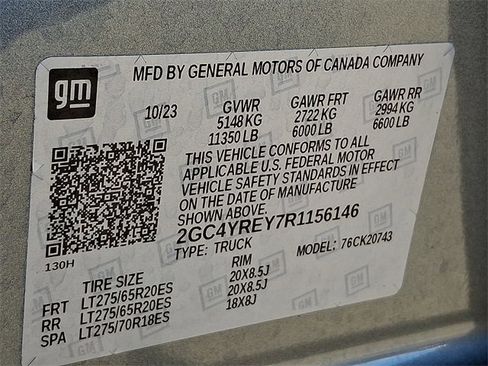 gm
MFD BY GENERAL MOTORS OF CANADA COMPANY
10/23 GVWR GAWR FRT GAWR RR
5148 KG 2722 KG 2994 KG
11350 LB 6000 LB 6600 LB
THIS VEHICLE CONFORMS TO ALL
APPLICABLE U.S. FEDERAL MOTOR
VEHICLE SAFETY STANDARDS IN EFFECT
ON THE DATE OF MANUFACTURE
SHOWN ABOVE.
2GC4YREY7R1156146
130H TYPE: TRUCK MODEL: 76CK20743
TIRE SIZE RIM
FRT LT275/65R20ES 20X8.5J
RR LT275/65R20ES 20X8.5J
SPA LT275/70R18ES 18X8J